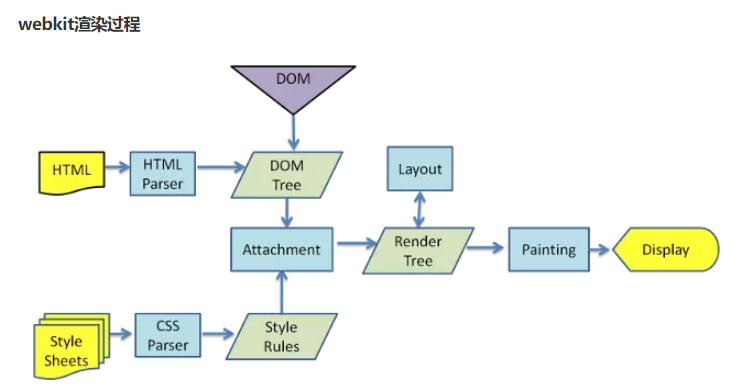 webkit渲染过程
DOM
HTML
HTML
Parser
DOM
Tree
Layout
Attachment
Render
Tree
Painting
Display
Style
Sheets
CSS
Parser
Style
Rules